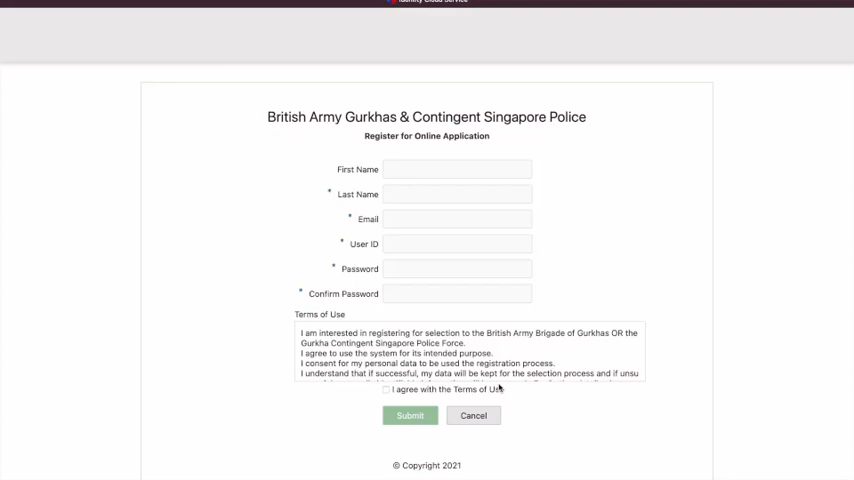 Identity Cloud Service
British Army Gurkhas & Contingent Singapore Police
Register for Online Application
First Name
* Last Name
* Email
* User ID
* Password
* Confirm Password
Terms of Use
I am interested in registering for selection to the British Army Brigade of Gurkhas OR the
Gurkha Contingent Singapore Police Force.
I agree to use the system for its intended purpose.
I consent for my personal data to be used the registration process.
I understand that if successful, my data will be kept for the selection process and if unsu
I agree with the Terms of Use
Submit Cancel
© Copyright 2021